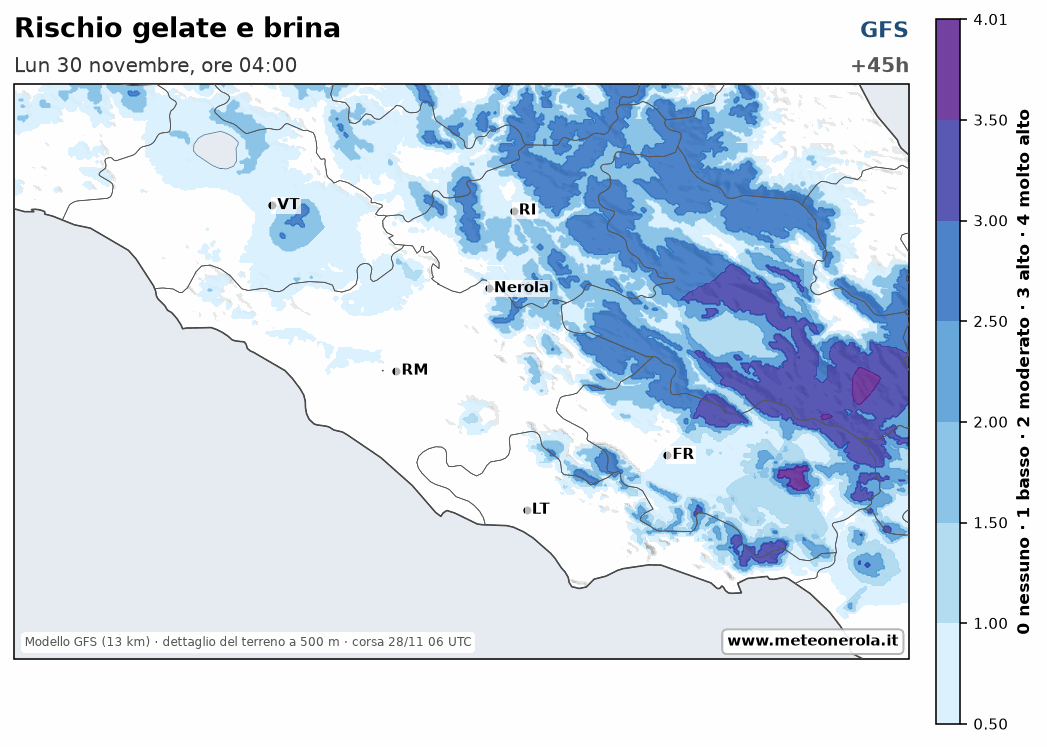 Rischio gelate e brina
GFS
Lun 30 novembre, ore 04:00
+45h
VT
RI
Nerola
RM
FR
LT
Modello GFS (13 km) · dettaglio del terreno a 500 m · corsa 28/11 06 UTC
www.meteonerola.it
4.01
3.50
3.00
2.50
2.00
1.50
1.00
0.50
0 nessuno · 1 basso · 2 moderato · 3 alto · 4 molto alto